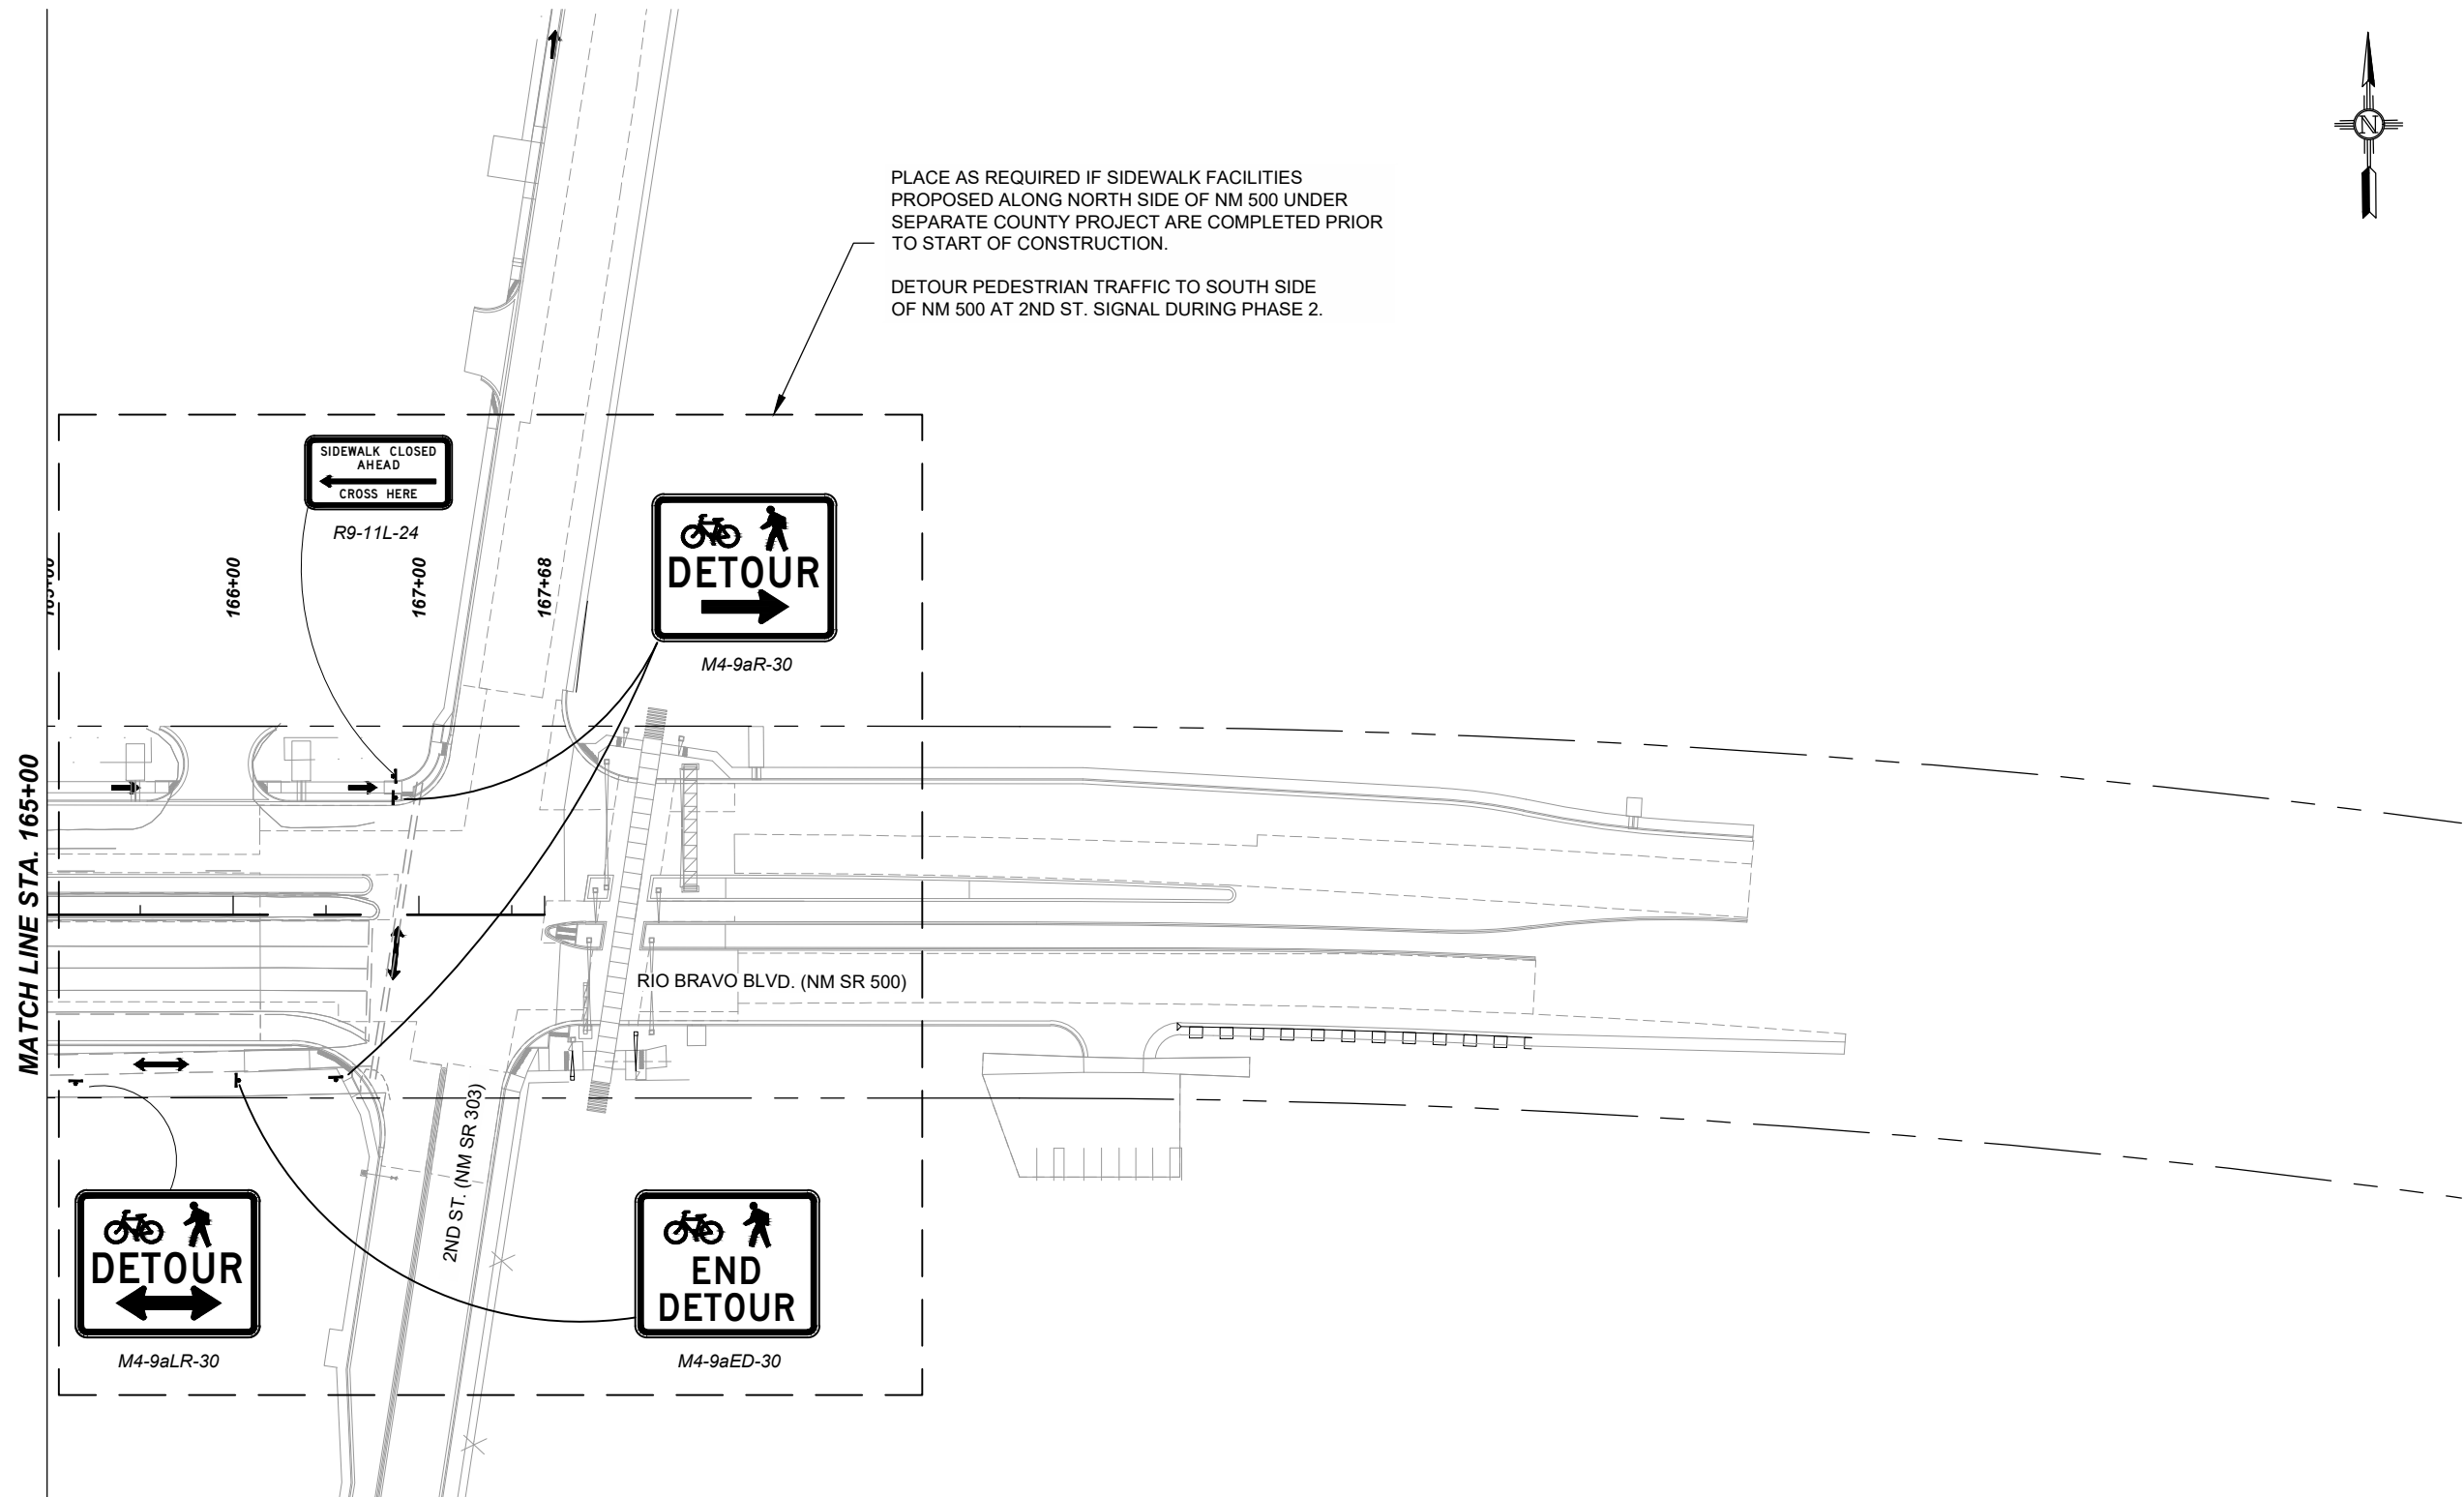 PLACE AS REQUIRED IF SIDEWALK FACILITIES
PROPOSED ALONG NORTH SIDE OF NM 500 UNDER
SEPARATE COUNTY PROJECT ARE COMPLETED PRIOR
TO START OF CONSTRUCTION.
DETOUR PEDESTRIAN TRAFFIC TO SOUTH SIDE
OF NM 500 AT 2ND ST. SIGNAL DURING PHASE 2.
N
SIDEWALK CLOSED
AHEAD
CROSS HERE
R9-11L-24
DETOUR
M4-9aR-30
166+00
167+00
167+68
MATCH LINE STA. 165+00
RIO BRAVO BLVD. (NM SR 500)
2ND ST. (NM SR 303)
DETOUR
M4-9aLR-30
END
DETOUR
M4-9aED-30